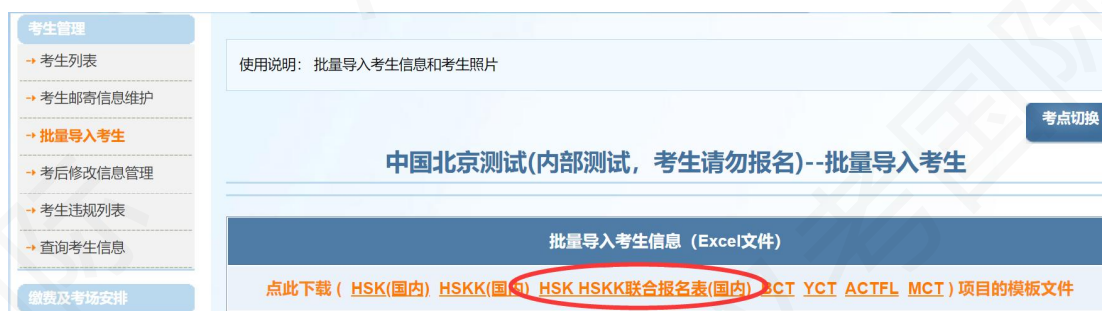 考生管理
→ 考生列表
→ 考生邮寄信息维护
→ 批量导入考生
→ 考后修改信息管理
→ 考生违规列表
→ 查询考生信息
缴费及考场安排
使用说明： 批量导入考生信息和考生照片
考点切换
中国北京测试(内部测试，考生请勿报名)--批量导入考生
批量导入考生信息（Excel文件）
点此下载 ( HSK(国内) HSKK(国内) HSK HSKK联合报名表(国内) BCT YCT ACTFL MCT ) 项目的模板文件